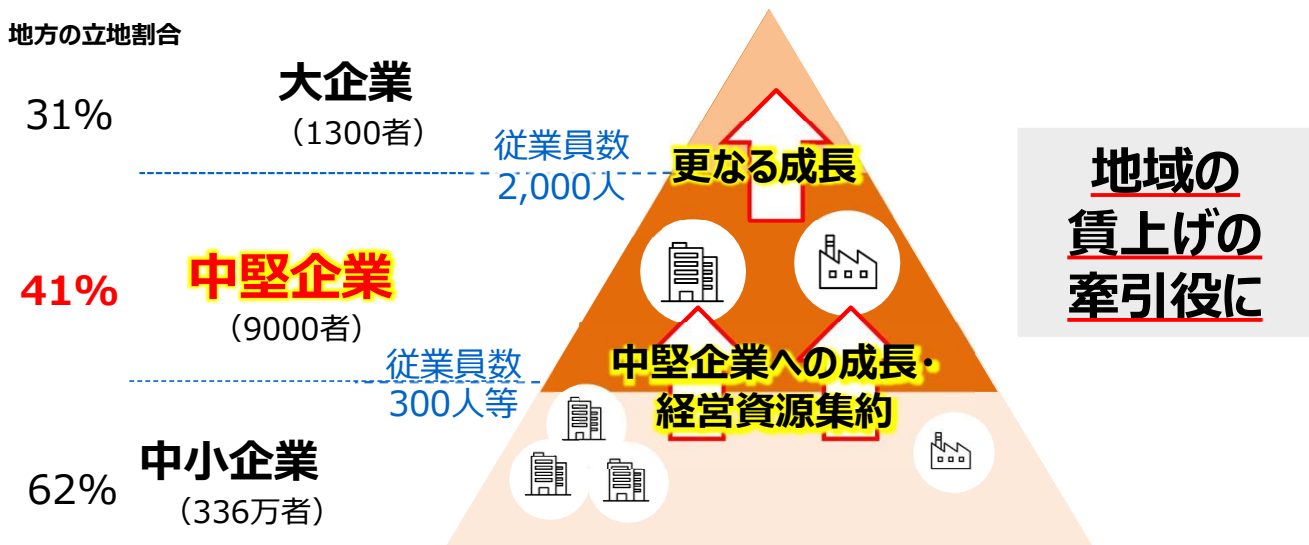 地方の立地割合
31%
大企業
（1300者）
従業員数
2,000人
更なる成長
地域の
賃上げの
牽引役に
41%
中堅企業
（9000者）
従業員数
300人等
中堅企業への成長・
経営資源集約
62%
中小企業
（336万者）